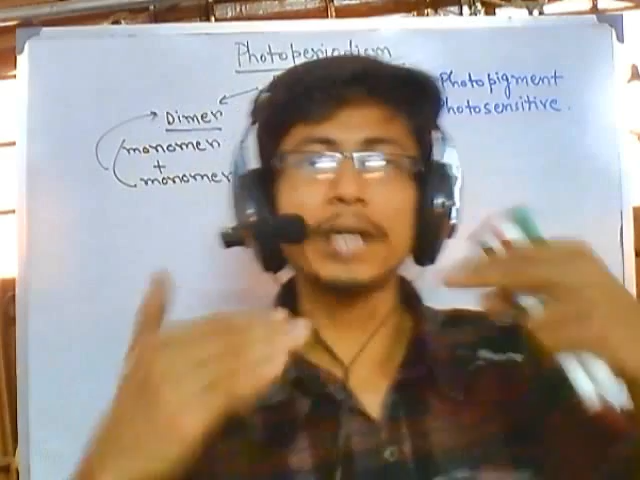 Photoperiodism
Photopigment
Photosensitive.
Dimer
monomer
+
monomer